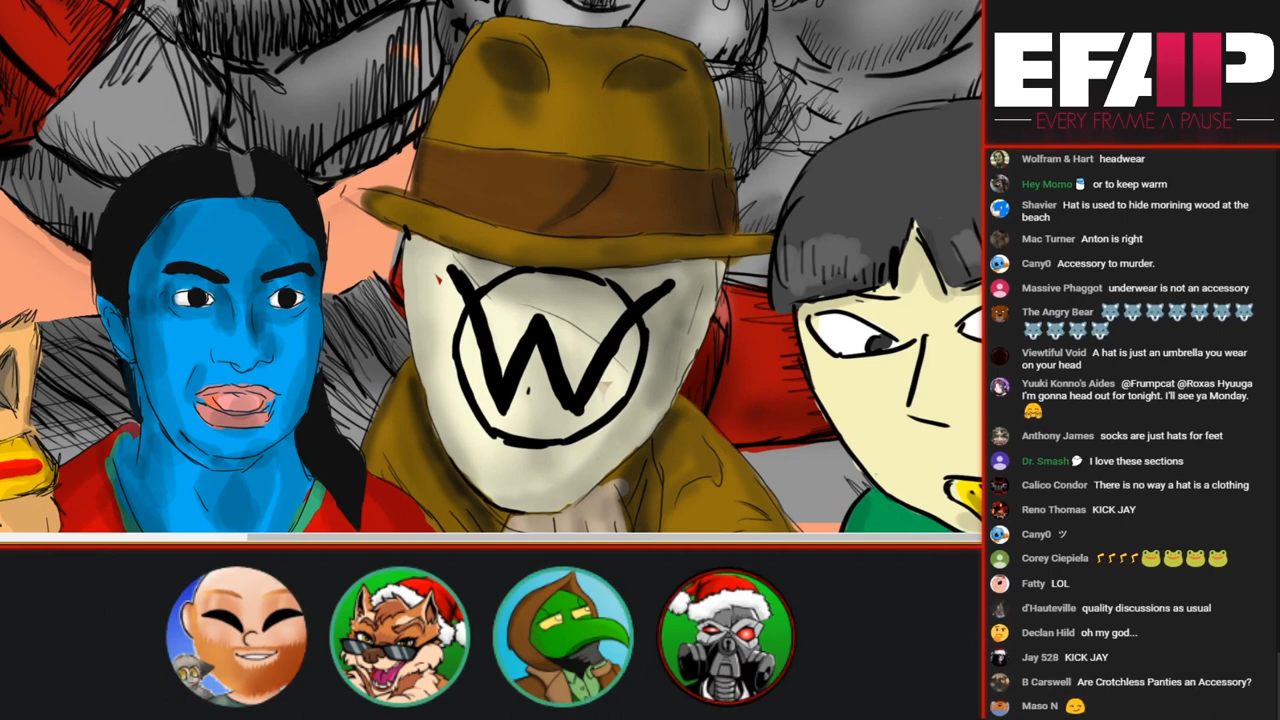 W
EFAP
EVERY FRAME A PAUSE
Wolfram & Hart headwear
Hey Momo or to keep warm
Shavier Hat is used to hide morining wood at the
beach
Mac Turner Anton is right
Cany0 Accessory to murder.
Massive Phaggot underwear is not an accessory
The Angry Bear
Viewtiful Void A hat is just an umbrella you wear
on your head
Yuuki Konno's Aides @Frumpcat @Roxas Hyuuga
I'm gonna head out for tonight. I'll see ya Monday.
Anthony James socks are just hats for feet
Dr. Smash I love these sections
Calico Condor There is no way a hat is a clothing
Reno Thomas KICK JAY
Cany0 ツ
Corey Ciepiela
Fatty LOL
d'Hauteville quality discussions as usual
Declan Hild oh my god...
Jay 528 KICK JAY
B Carswell Are Crotchless Panties an Accessory?
Maso N